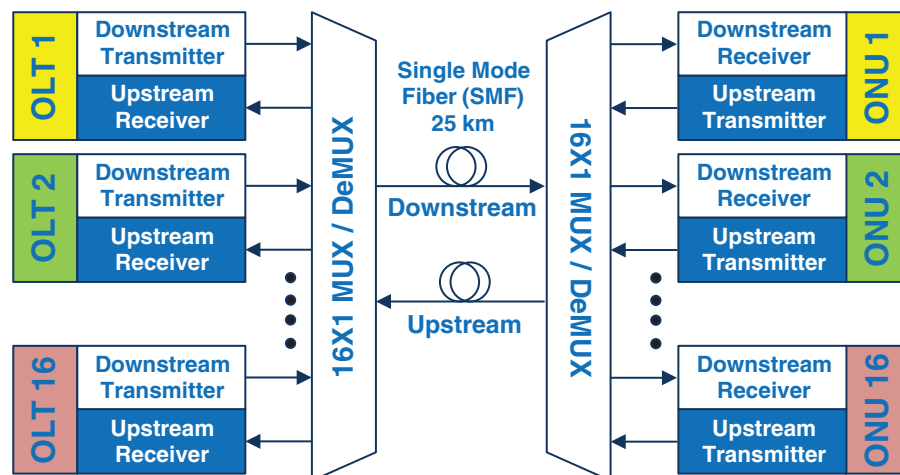 OLT 1
Downstream
Transmitter
Upstream
Receiver
OLT 2
Downstream
Transmitter
Upstream
Receiver
OLT 16
Downstream
Transmitter
Upstream
Receiver
16X1 MUX / DeMUX
Single Mode
Fiber (SMF)
25 km
Downstream
Upstream
16X1 MUX / DeMUX
Downstream
Receiver
Upstream
Transmitter
ONU 1
Downstream
Receiver
Upstream
Transmitter
ONU 2
Downstream
Receiver
Upstream
Transmitter
ONU 16